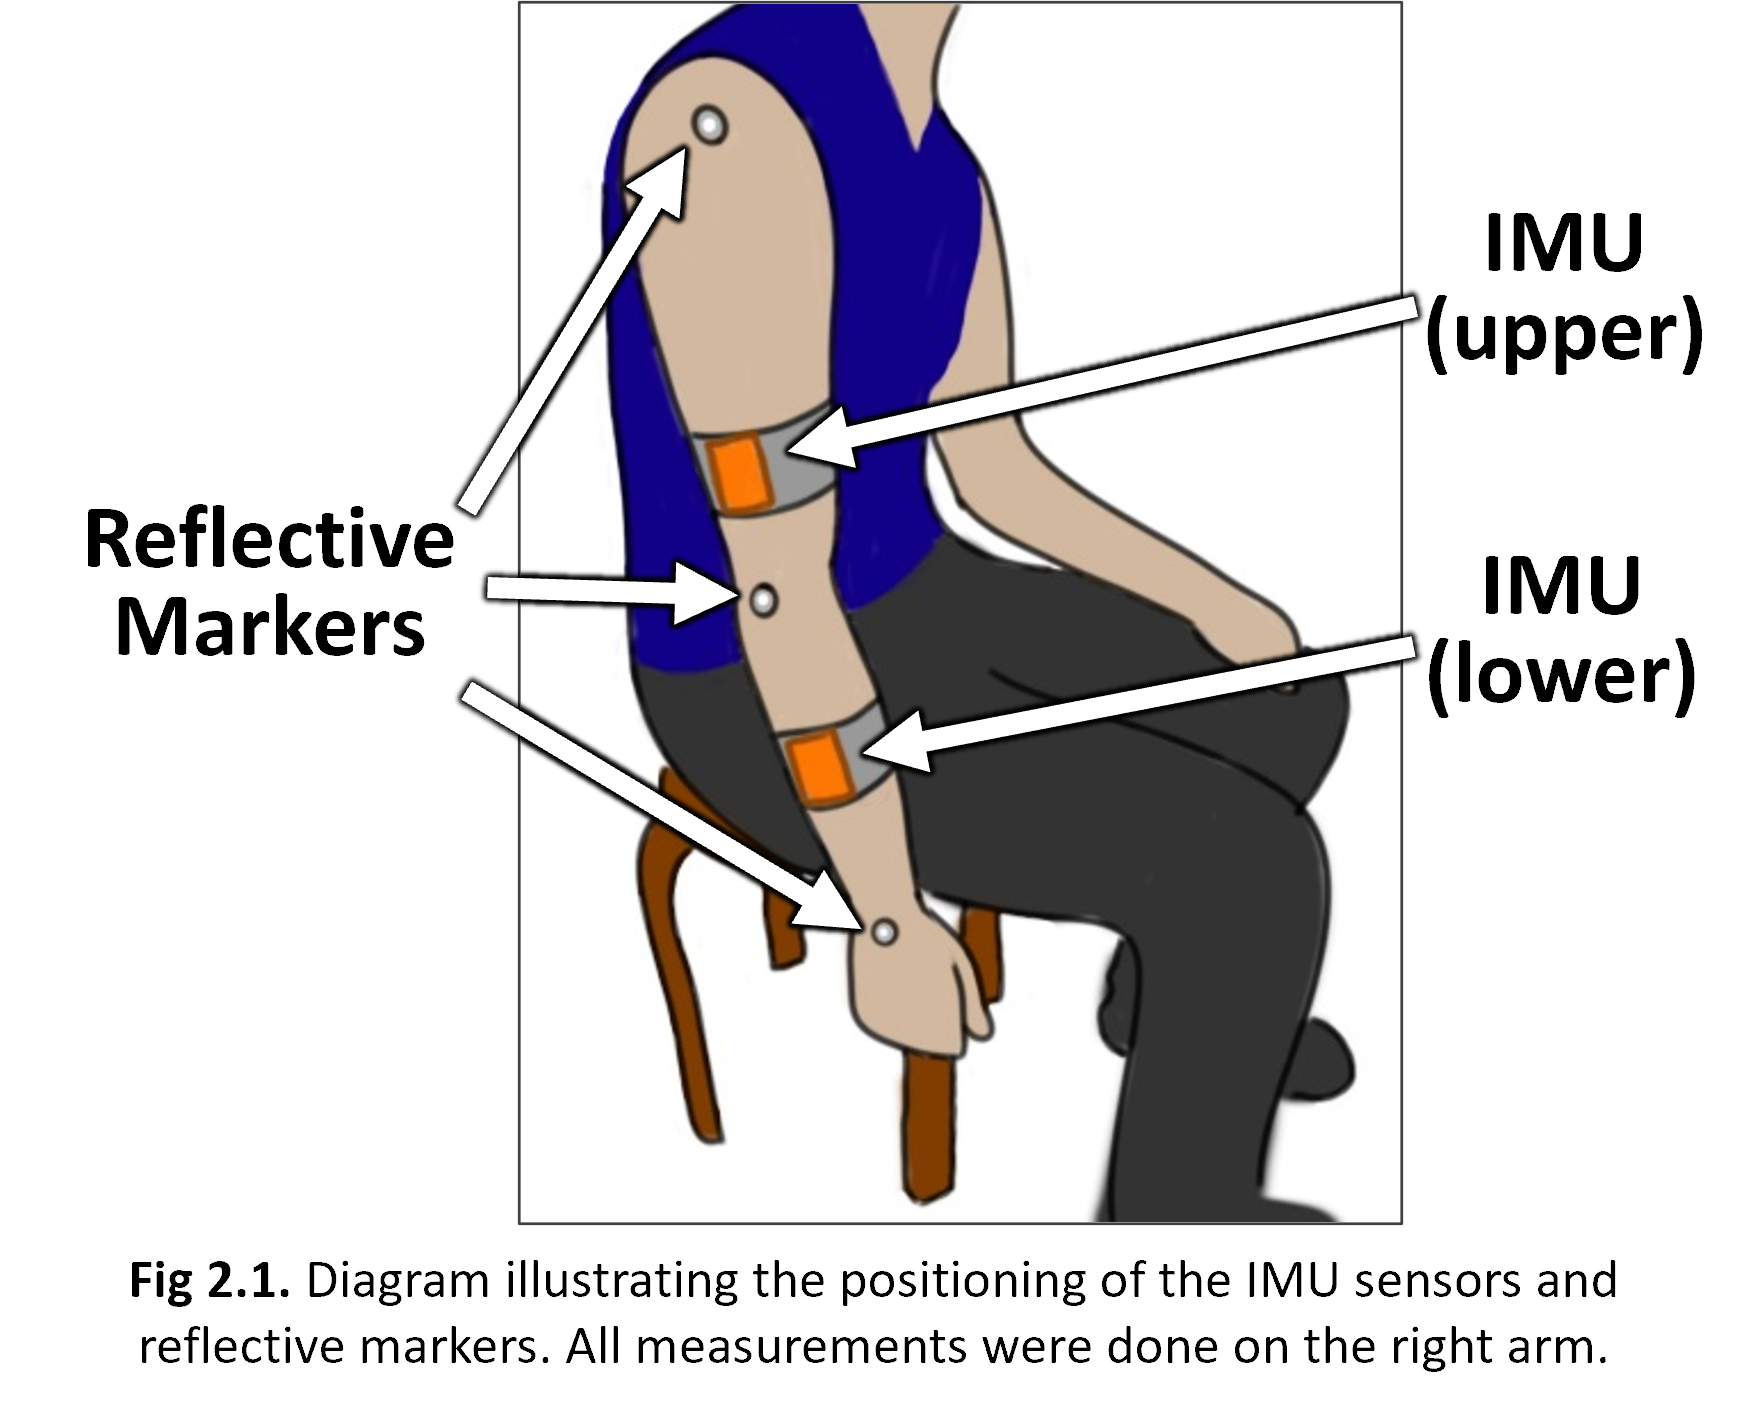 IMU
(upper)
Reflective
Markers
IMU
(lower)
Fig 2.1. Diagram illustrating the positioning of the IMU sensors and
reflective markers. All measurements were done on the right arm.